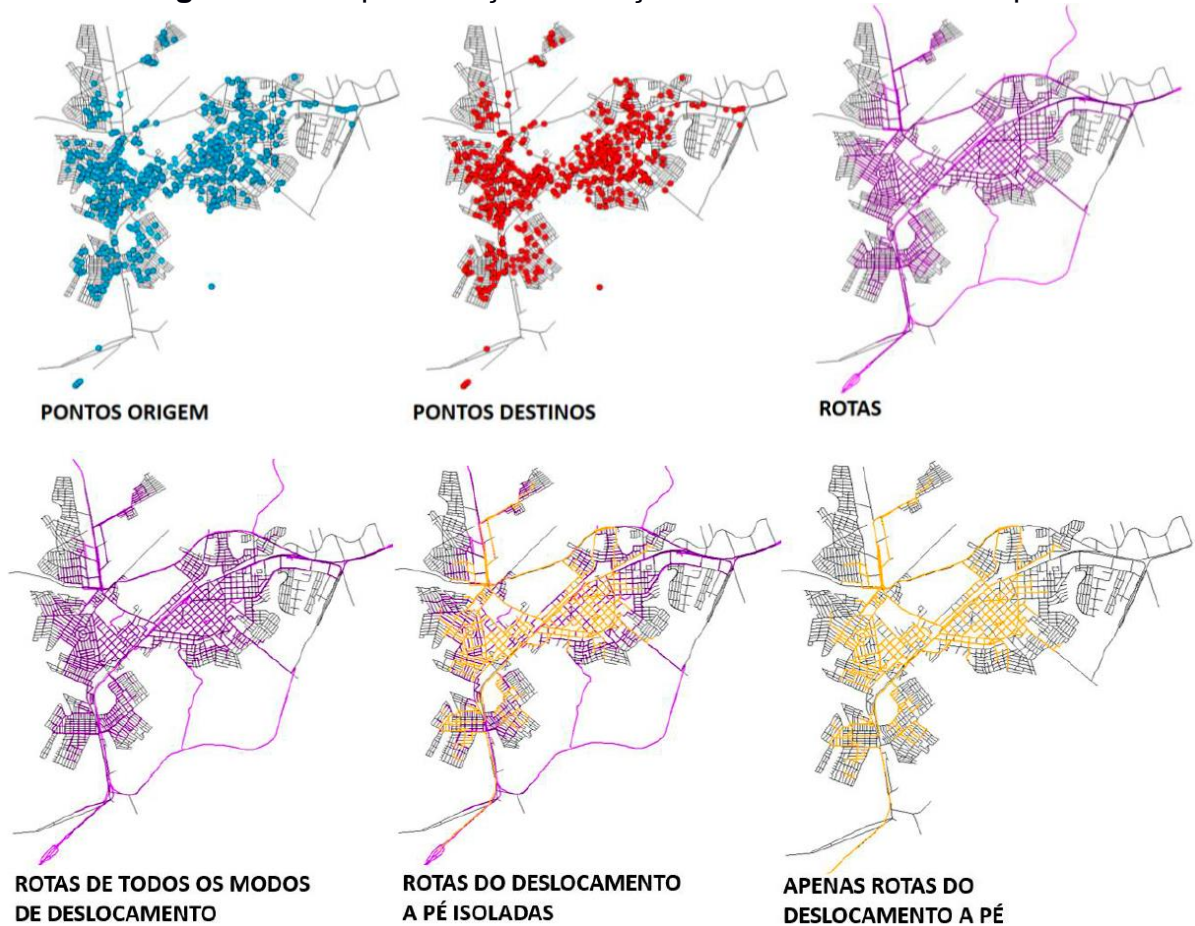 PONTOS ORIGEM
PONTOS DESTINOS
ROTAS
ROTAS DE TODOS OS MODOS
DE DESLOCAMENTO
ROTAS DO DESLOCAMENTO
A PÉ ISOLADAS
APENAS ROTAS DO
DESLOCAMENTO A PÉ